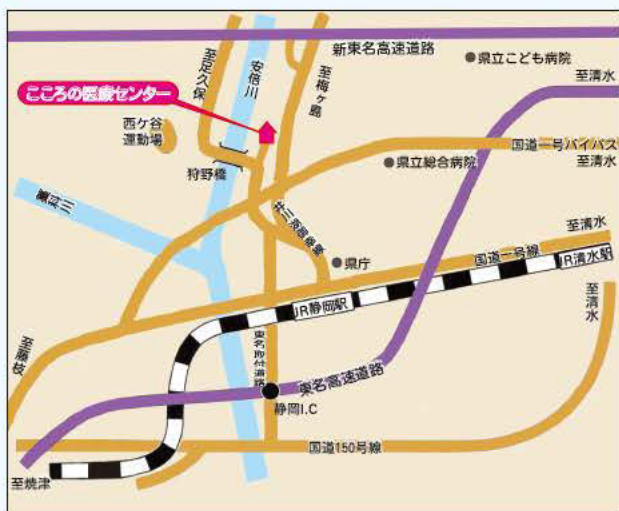 新東名高速道路
県立こども病院
至清水
至足久保
安倍川
至梅ヶ島
こころの医療センター
西ケ谷
運動場
狩野橋
国道一号バイパス
至清水
県立総合病院
藁科川
井川湖御幸線
県庁
至清水
国道一号線
JR清水駅
至清水
JR静岡駅
至藤枝
東名取付道路
東名高速道路
静岡I.C
国道150号線
至焼津